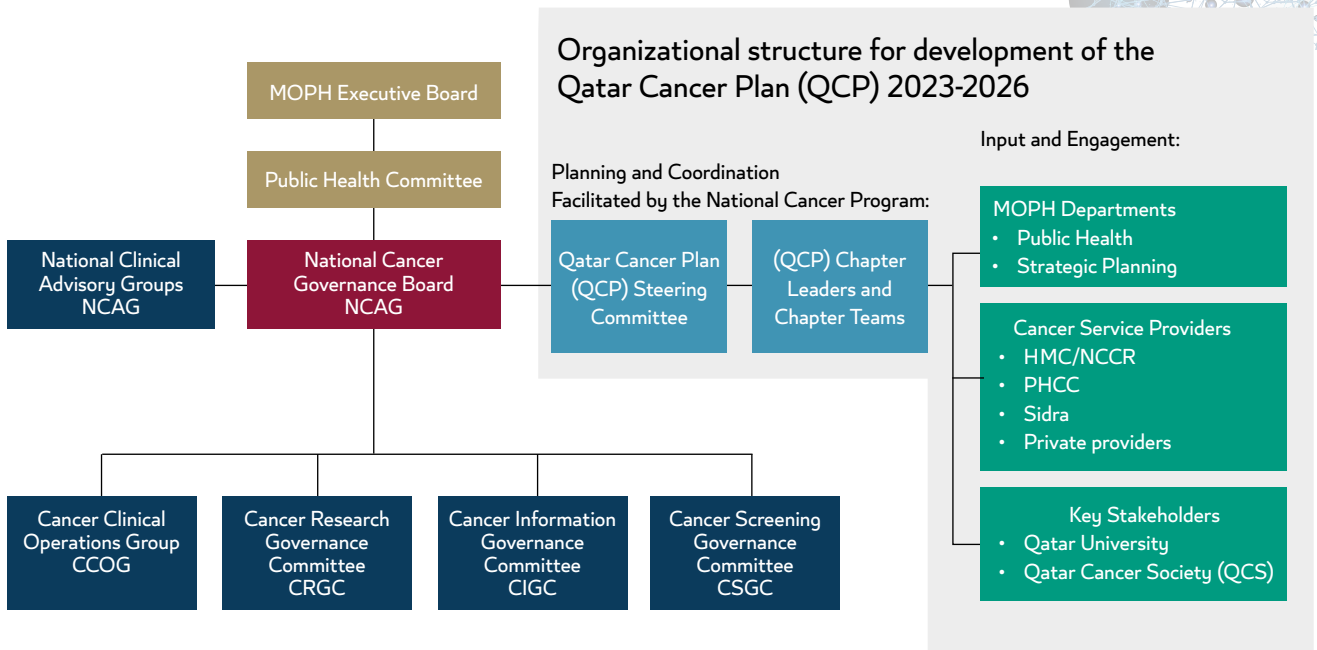 Organizational structure for development of the
Qatar Cancer Plan (QCP) 2023-2026
MOPH Executive Board
Public Health Committee
National Clinical
Advisory Groups
NCAG
National Cancer
Governance Board
NCAG
Planning and Coordination
Facilitated by the National Cancer Program:
Qatar Cancer Plan
(QCP) Steering
Committee
(QCP) Chapter
Leaders and
Chapter Teams
Input and Engagement:
MOPH Departments
• Public Health
• Strategic Planning
Cancer Service Providers
• HMC/NCCR
• PHCC
• Sidra
• Private providers
Key Stakeholders
• Qatar University
• Qatar Cancer Society (QCS)
Cancer Clinical
Operations Group
CCOG
Cancer Research
Governance
Committee
CRGC
Cancer Information
Governance
Committee
CIGC
Cancer Screening
Governance
Committee
CSGC